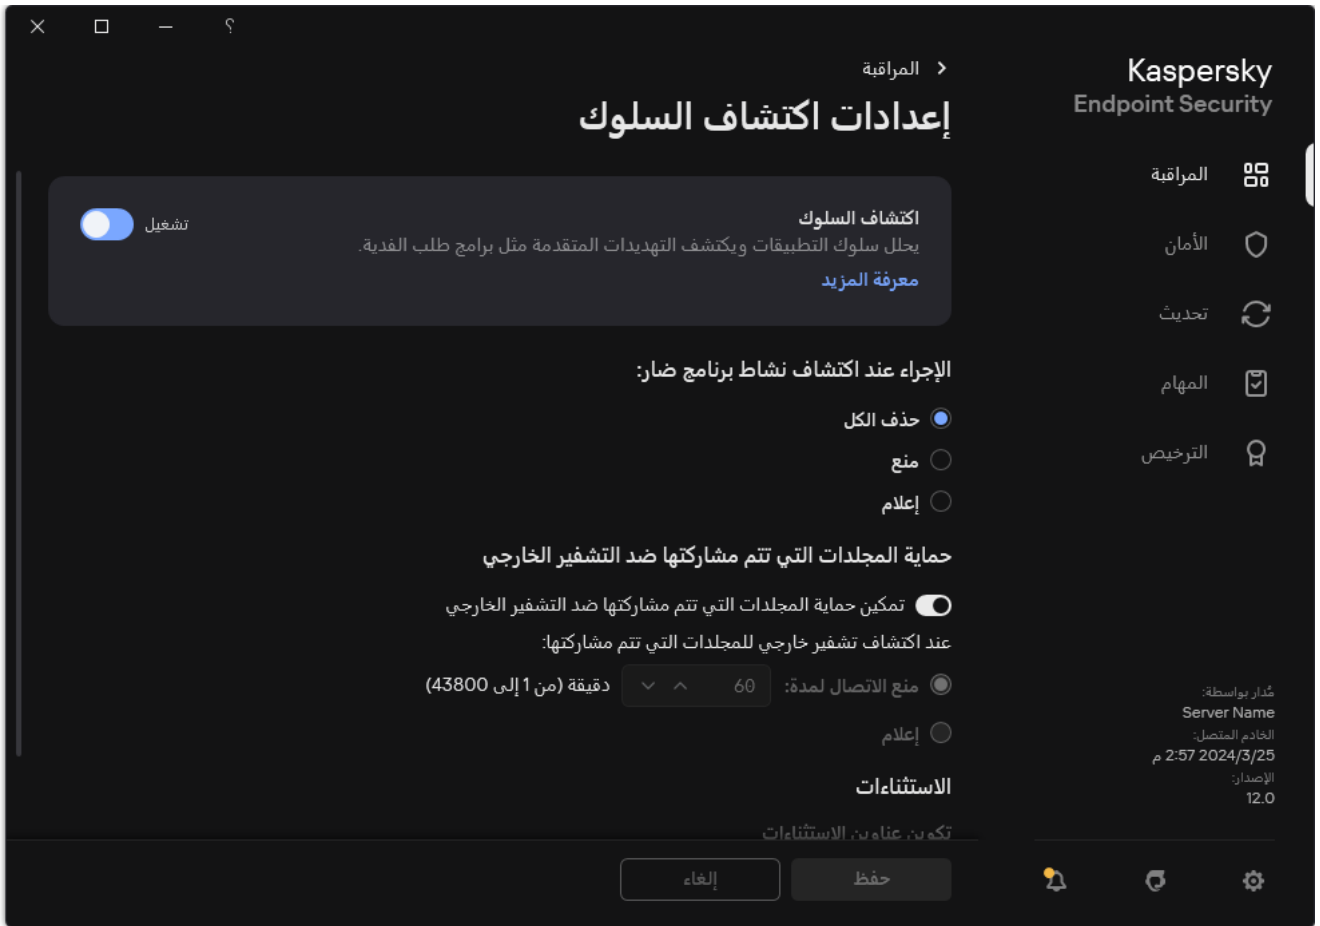 ؟
Kaspersky
Endpoint Security
المراقبة
الأمان
تحديث
المهام
الترخيص
مُدار بواسطة:
Server Name
الخادم المتصل:
2024/3/25 2:57 م
الإصدار:
12.0
المراقبة
إعدادات اكتشاف السلوك
اكتشاف السلوك
تشغيل
يحلل سلوك التطبيقات ويكتشف التهديدات المتقدمة مثل برامج طلب الفدية.
معرفة المزيد
الإجراء عند اكتشاف نشاط برنامج ضار:
حذف الكل
منع
إعلام
حماية المجلدات التي تتم مشاركتها ضد التشفير الخارجي
تمكين حماية المجلدات التي تتم مشاركتها ضد التشفير الخارجي
عند اكتشاف تشفير خارجي للمجلدات التي تتم مشاركتها:
منع الاتصال لمدة: 60 دقيقة (من 1 إلى 43800)
إعلام
الاستثناءات
تكوين عناوين الاستثناءات
حفظ
إلغاء